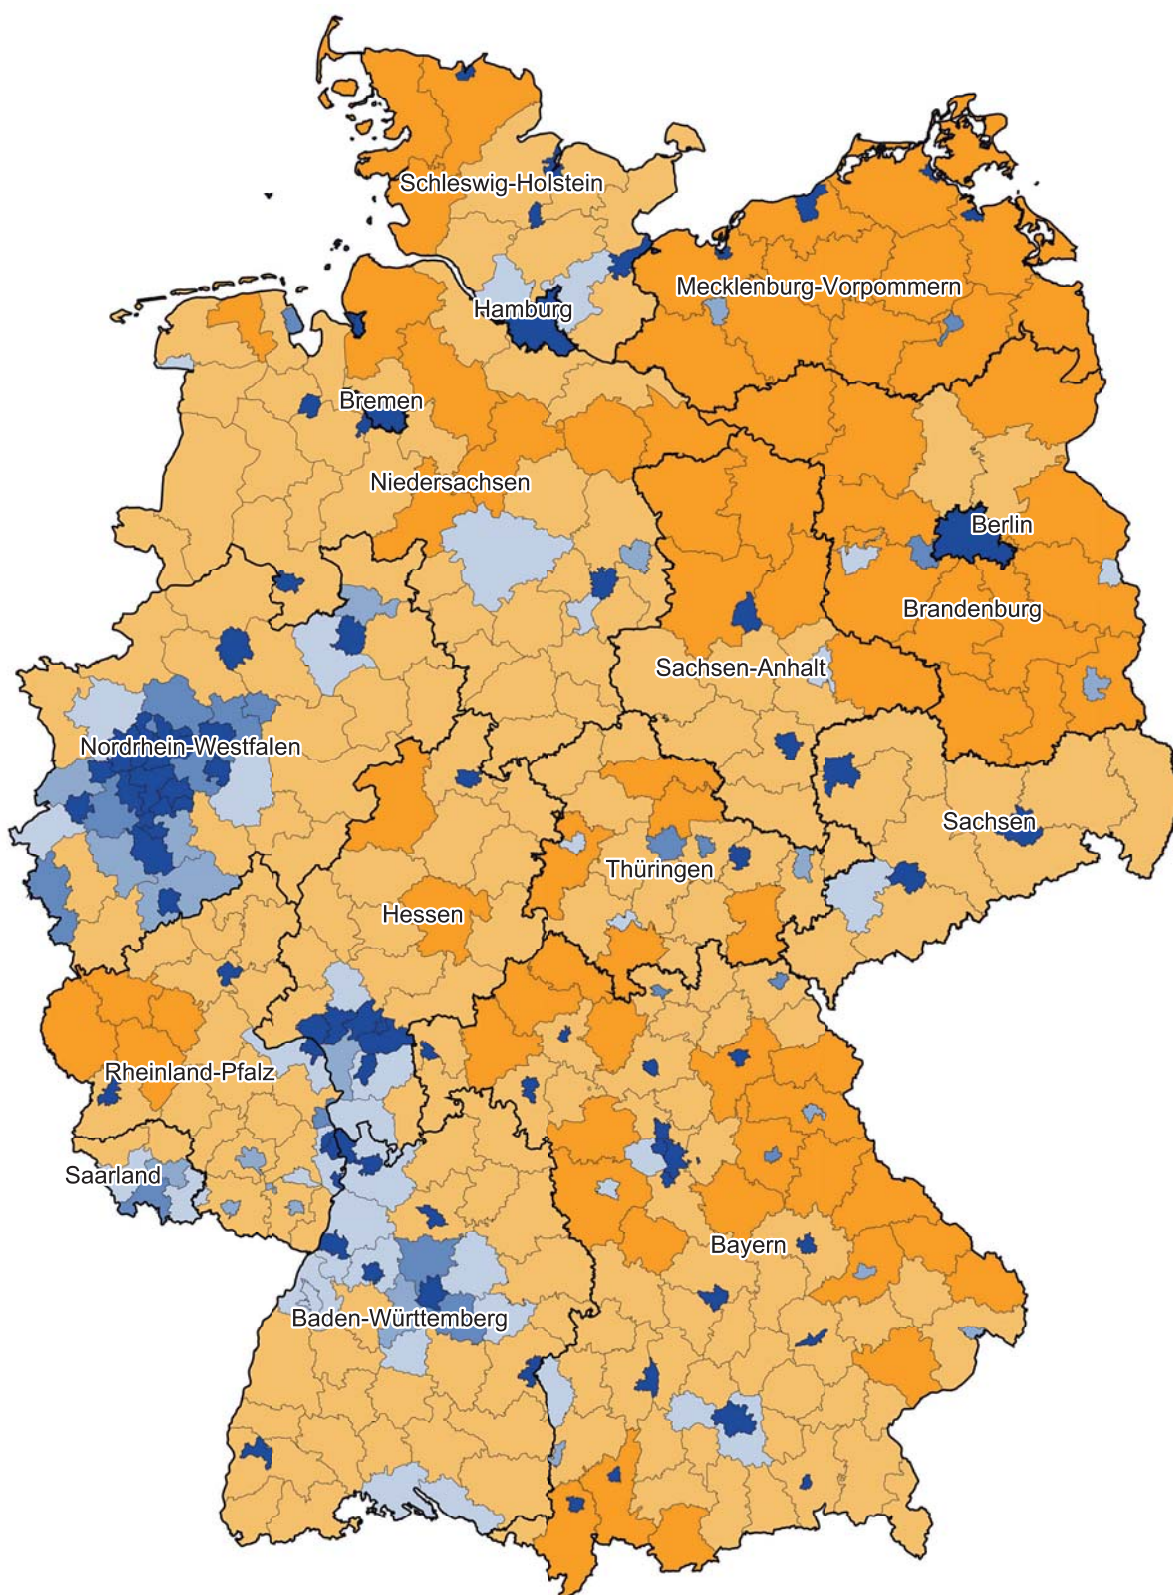 Schleswig-Holstein
Mecklenburg-Vorpommern
Hamburg
Bremen
Niedersachsen
Berlin
Brandenburg
Sachsen-Anhalt
Nordrhein-Westfalen
Sachsen
Thüringen
Hessen
Rheinland-Pfalz
Saarland
Bayern
Baden-Württemberg